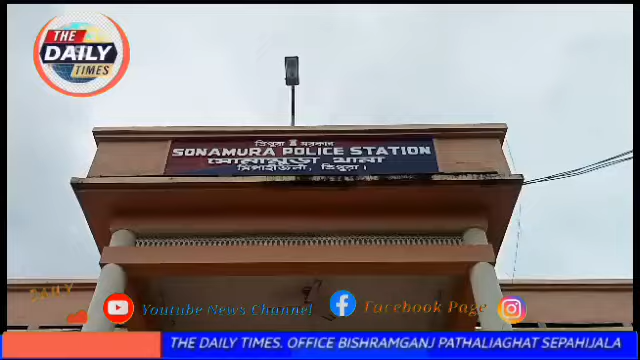 THE
DAILY
TIMES
ত্রিপুরা সরকার
SONAMURA POLICE STATION
সোনামুড়া থানা
সিপাহীজলা, ত্রিপুরা।
DAILY
Youtube News Channel
Facebook Page
THE DAILY TIMES. OFFICE BISHRAMGANJ PATHALIAGHAT SEPAHIJALA